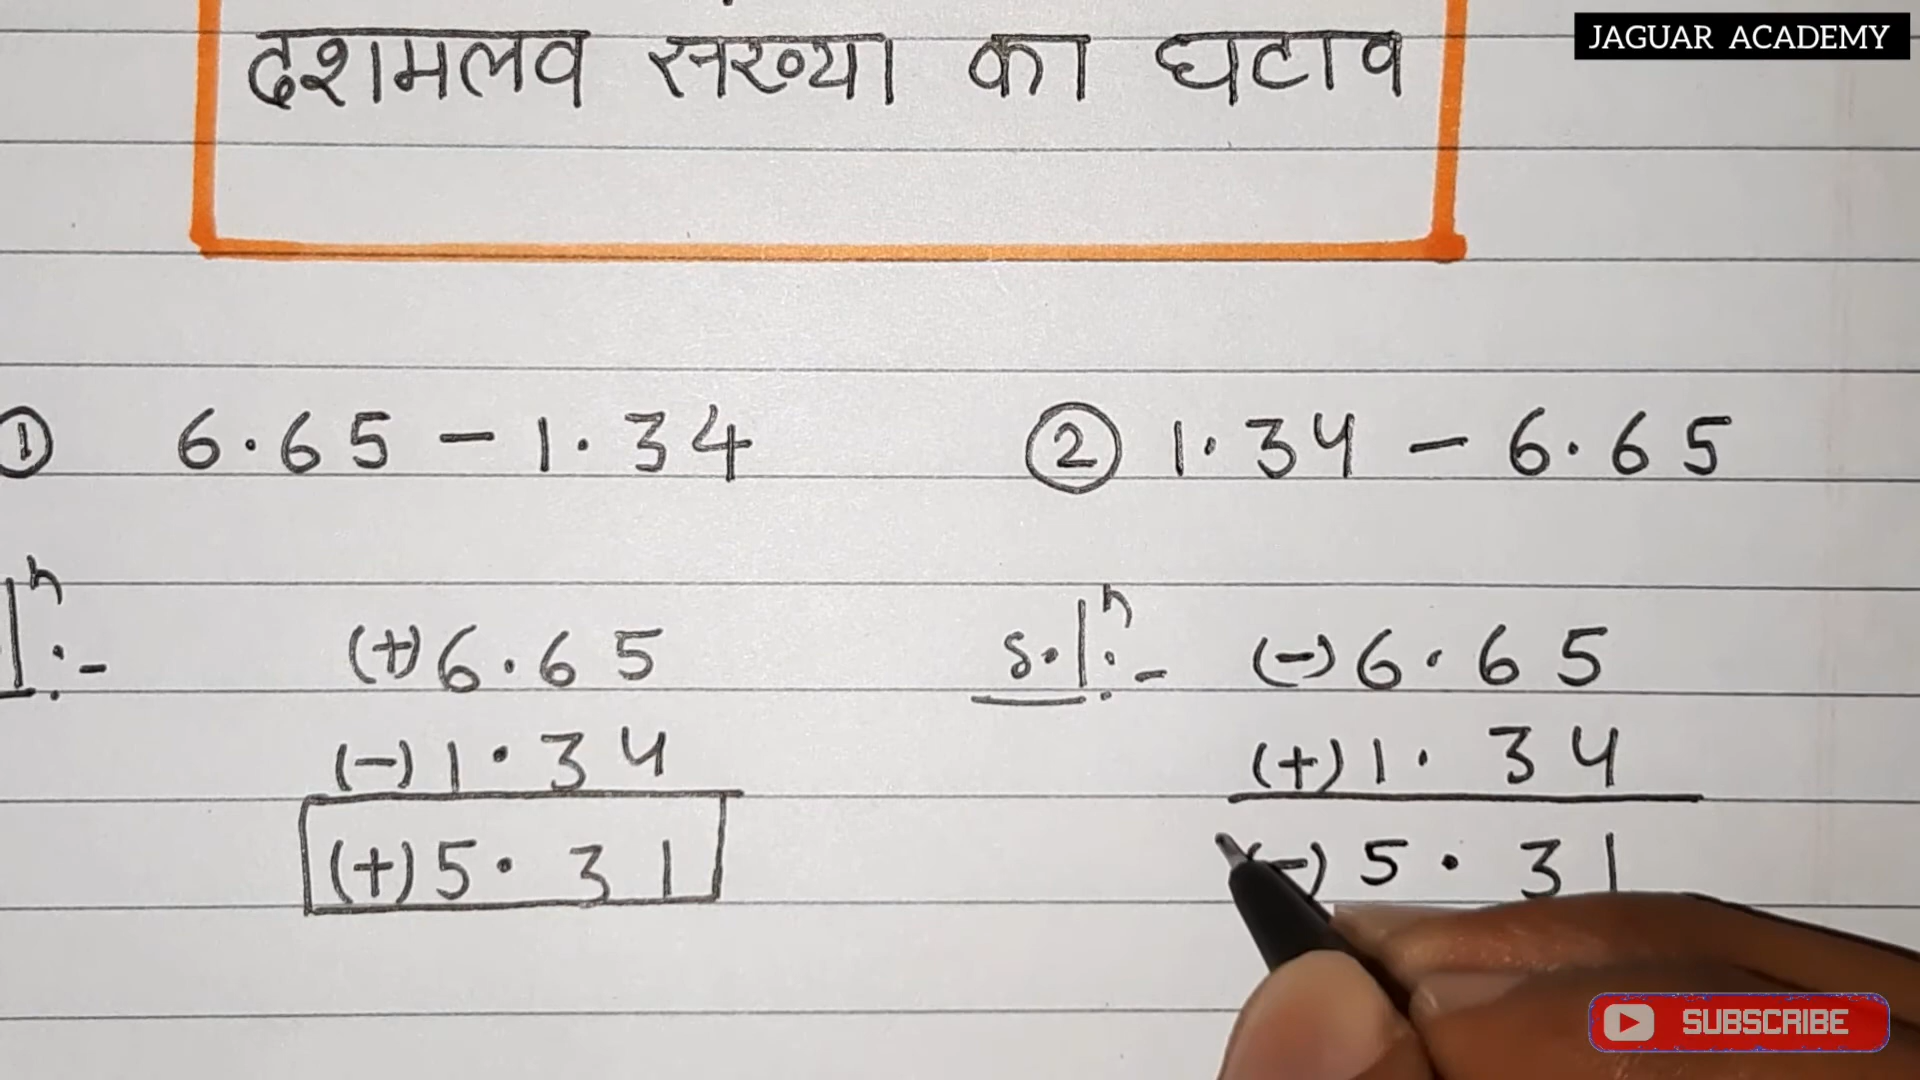 JAGUAR ACADEMY
दशमलव संख्या का घटाव
① 6.65 − 1.34
② 1.34 − 6.65
(+) 6.65
(−) 1.34
(+) 5.31
Solⁿ:-
(−) 6.65
(+) 1.34
(−) 5.31
SUBSCRIBE